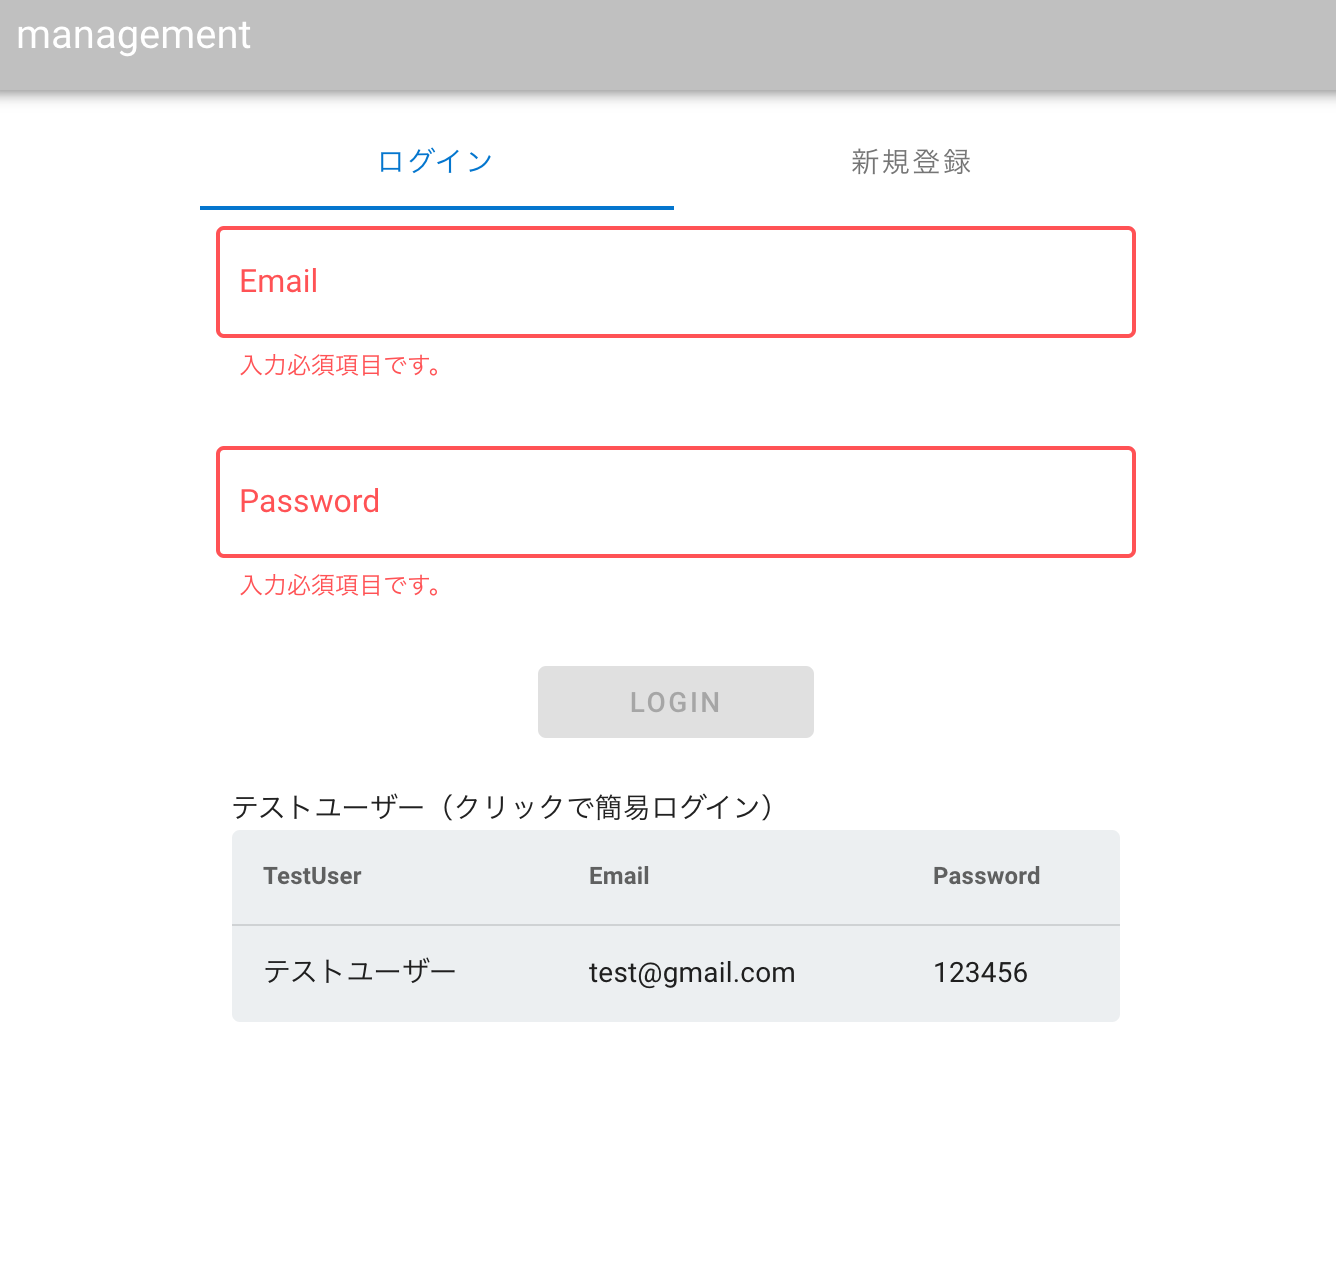 management
ログイン 新規登録
Email
入力必須項目です。
Password
入力必須項目です。
LOGIN
テストユーザー（クリックで簡易ログイン）
TestUser Email Password
テストユーザー test@gmail.com 123456